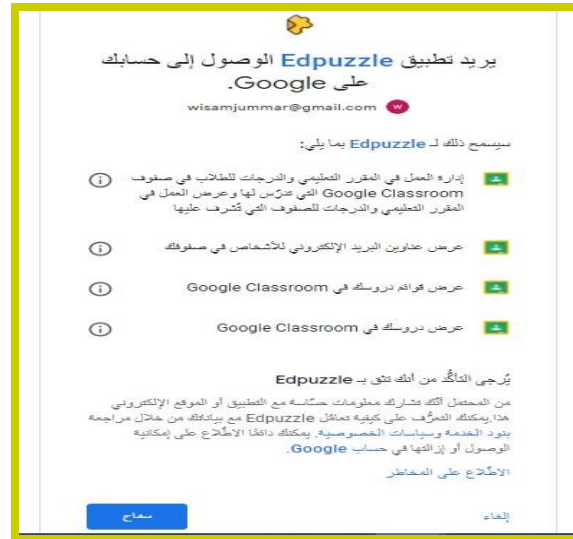 يريد تطبيق Edpuzzle الوصول إلى حسابك
على Google.
wisamjummar@gmail.com W
سيسمح ذلك لـ Edpuzzle بما يلي:
إدارة العمل في المقرر التعليمي والدرجات للطلاب في صفوف
Google Classroom التي تدرّس لها وعرض العمل في
المقرر التعليمي والدرجات للصفوف التي تُشرف عليها
عرض عناوين البريد الإلكتروني للأشخاص في صفوفك
عرض قوائم دروسك في Google Classroom
عرض دروسك في Google Classroom
يُرجى التأكُّد من أنك تثق بـ Edpuzzle
من المحتمل أنّك تشارك معلومات حسّاسة مع التطبيق أو الموقع الإلكتروني
هذا.يمكنك التعرُّف على كيفية تعامُل Edpuzzle مع بياناتك من خلال مراجعة
بنود الخدمة وسياسات الخصوصية. يمكنك دائمًا الاطّلاع على إمكانية
الوصول أو إزالتها في حساب Google.
الاطّلاع على المخاطر
إلغاء
سماح